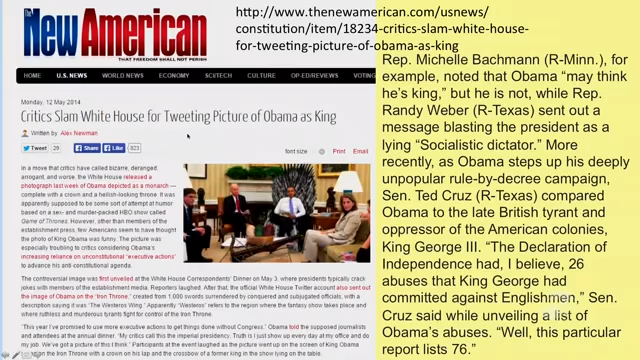 http://www.thenewamerican.com/usnews/
constitution/item/18234-critics-slam-white-house-
for-tweeting-picture-of-obama-as-king
The
New American
THAT FREEDOM SHALL NOT PERISH
HOME U.S. NEWS WORLD NEWS ECONOMY SCI/TECH CULTURE OP-ED/REVIEWS VOTING
Monday, 12 May 2014
Critics Slam White House for Tweeting Picture of Obama as King
Written by Alex Newman
Tweet 29 Share Like 823
font size Print Email
In a move that critics have called bizarre, deranged,
arrogant, and worse, the White House released a
photograph last week of Obama depicted as a monarch —
complete with a crown and a hellish-looking throne. It was
apparently supposed to be some sort of attempt at humor
based on a sex- and murder-packed HBO show called
Game of Thrones. However, other than members of the
establishment press, few Americans seem to have thought
the photo of King Obama was funny. The picture was
especially troubling to critics considering Obama's
increasing reliance on unconstitutional "executive actions"
to advance his anti-constitutional agenda.
The controversial image was first unveiled at the White House Correspondents' Dinner on May 3, where presidents typically crack
jokes with members of the establishment media. Reporters laughed. After that, the official White House Twitter account also sent out
the image of Obama on the "Iron Throne," created from 1,000 swords surrendered by conquered and subjugated officials, with a
description saying it was "The Westeros Wing." Apparently "Westeros" refers to the region where the fantasy takes place and
where ruthless and murderous tyrants fight for control of the Iron Throne.
"This year I've promised to use more executive actions to get things done without Congress," Obama told the supposed journalists
and attendees at the annual dinner. "My critics call this the imperial presidency. Truth is I just show up every day at my office and do
my job. We've got a picture of this I think." Participants at the event laughed as the picture went up on the screen of King Obama
on the Iron Throne with a crown on his lap and the crossbow of a former king in the show lying on the table.
Rep. Michelle Bachmann (R-Minn.), for
example, noted that Obama "may think
he's king," but he is not, while Rep.
Randy Weber (R-Texas) sent out a
message blasting the president as a
lying "Socialistic dictator." More
recently, as Obama steps up his deeply
unpopular rule-by-decree campaign,
Sen. Ted Cruz (R-Texas) compared
Obama to the late British tyrant and
oppressor of the American colonies,
King George III. "The Declaration of
Independence had, I believe, 26
abuses that King George had
committed against Englishmen," Sen.
Cruz said while unveiling a list of
Obama's abuses. "Well, this particular
report lists 76."